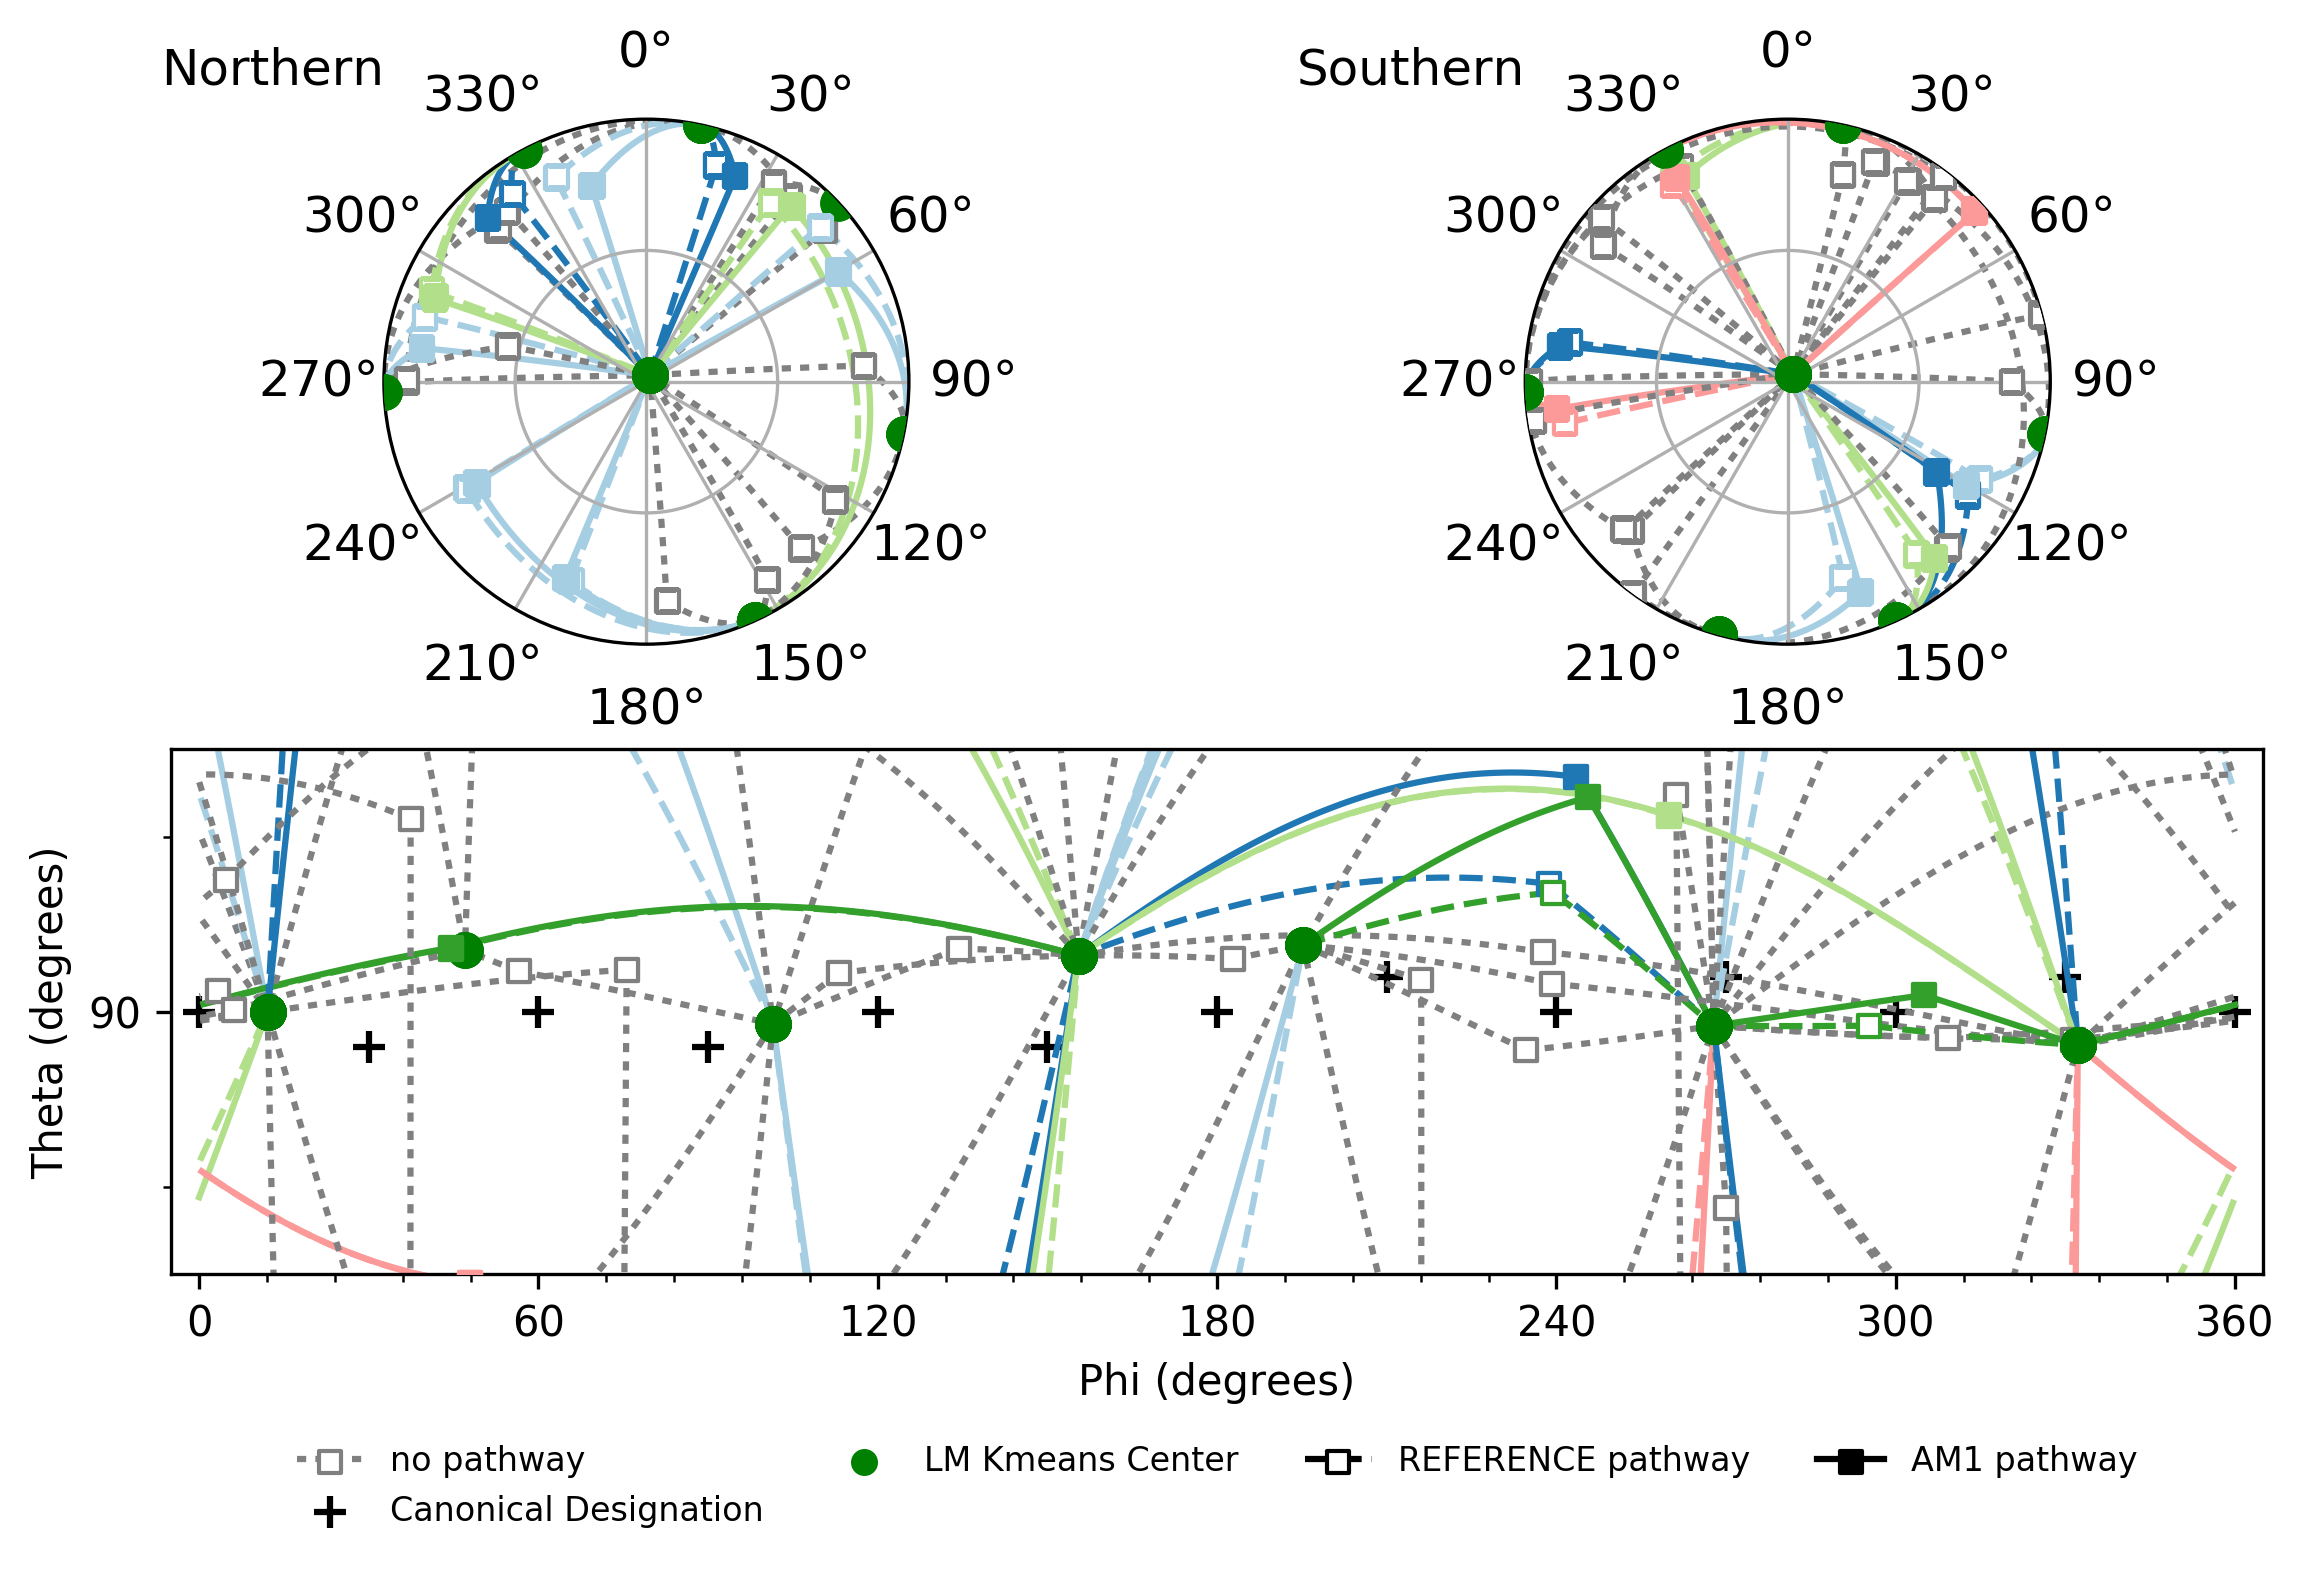 Northern
0°
30°
60°
90°
120°
150°
180°
210°
240°
270°
300°
330°
Southern
0°
30°
60°
90°
120°
150°
180°
210°
240°
270°
300°
330°
Theta (degrees)
90
0 60 120 180 240 300 360
Phi (degrees)
no pathway
Canonical Designation
LM Kmeans Center
REFERENCE pathway
AM1 pathway